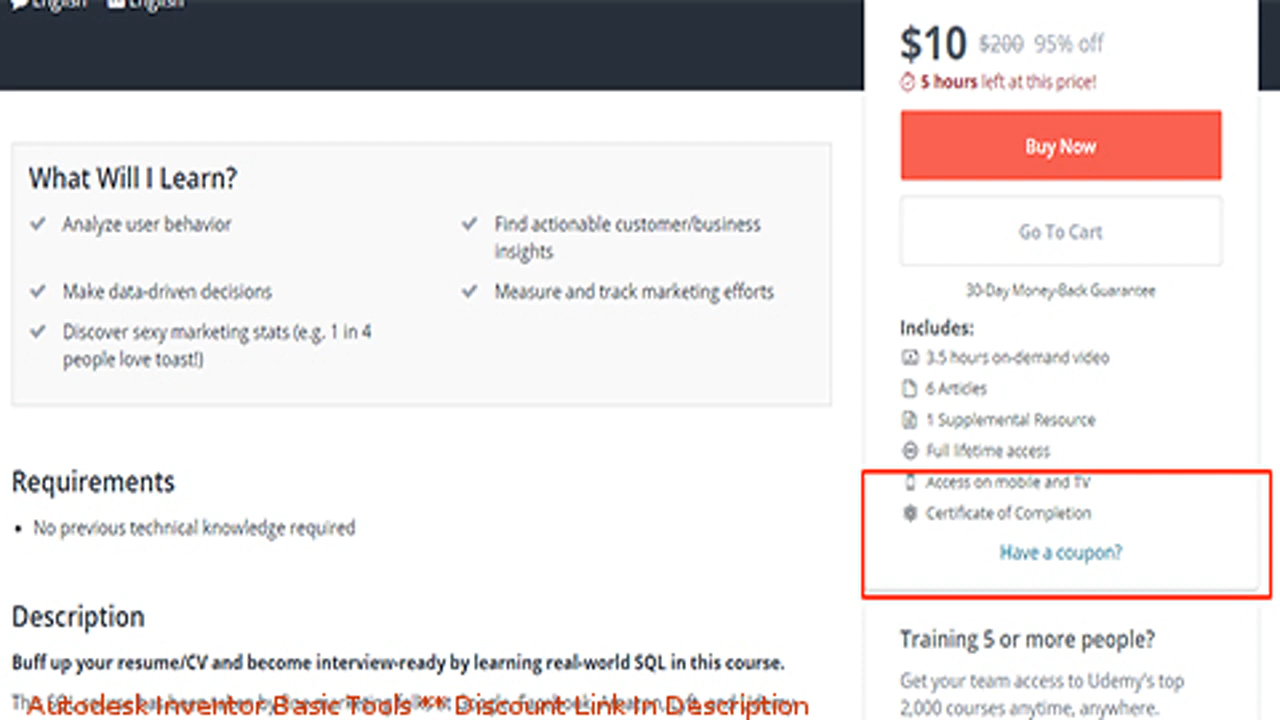 English English
What Will I Learn?
Analyze user behavior
Find actionable customer/business
insights
Make data-driven decisions
Measure and track marketing efforts
Discover sexy marketing stats (e.g. 1 in 4
people love toast!)
Requirements
• No previous technical knowledge required
Description
Buff up your resume/CV and become interview-ready by learning real-world SQL in this course.
Autodesk Inventor Basic Tools ** Discount Link In Description
$10 $200 95% off
5 hours left at this price!
Buy Now
Go To Cart
30-Day Money-Back Guarantee
Includes:
3.5 hours on-demand video
6 Articles
1 Supplemental Resource
Full lifetime access
Access on mobile and TV
Certificate of Completion
Have a coupon?
Training 5 or more people?
Get your team access to Udemy's top
2,000 courses anytime, anywhere.